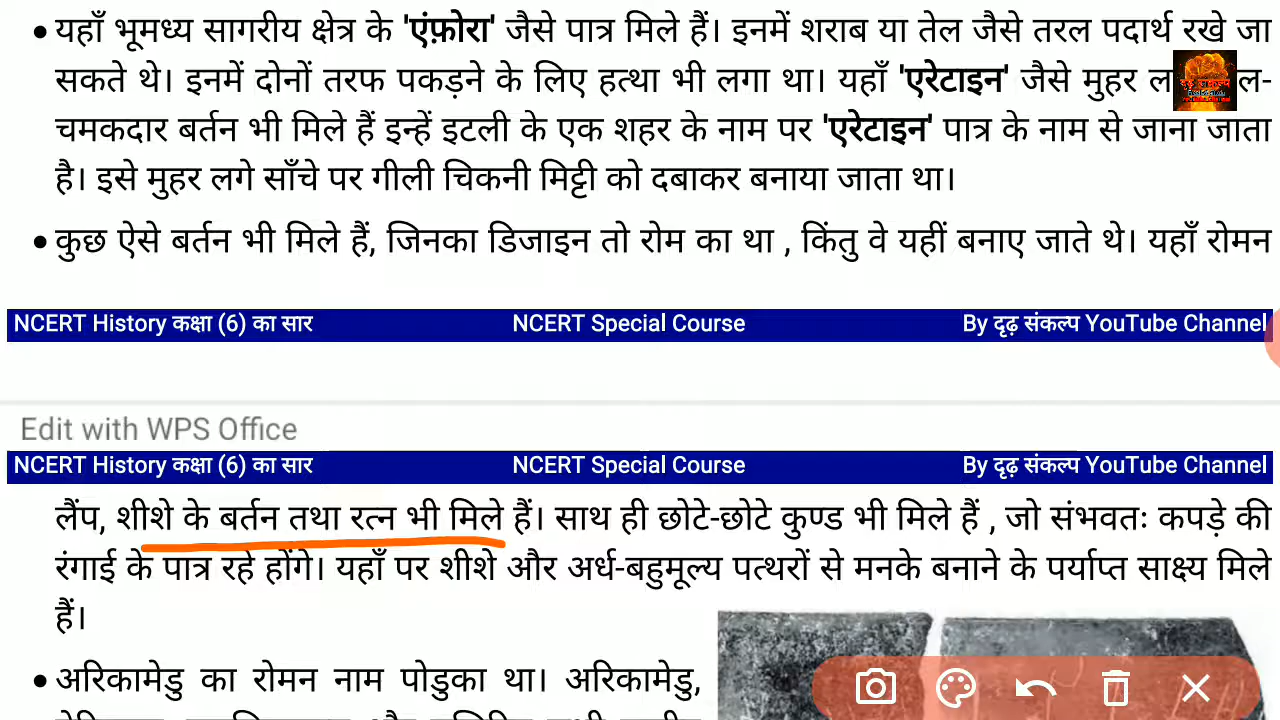 • यहाँ भूमध्य सागरीय क्षेत्र के 'एंफ़ोरा' जैसे पात्र मिले हैं। इनमें शराब या तेल जैसे तरल पदार्थ रखे जा
सकते थे। इनमें दोनों तरफ पकड़ने के लिए हत्था भी लगा था। यहाँ 'एरेटाइन' जैसे मुहर
चमकदार बर्तन भी मिले हैं इन्हें इटली के एक शहर के नाम पर 'एरेटाइन' पात्र के नाम से जाना जाता
है। इसे मुहर लगे साँचे पर गीली चिकनी मिट्टी को दबाकर बनाया जाता था।
• कुछ ऐसे बर्तन भी मिले हैं, जिनका डिजाइन तो रोम का था , किंतु वे यहीं बनाए जाते थे। यहाँ रोमन
NCERT History कक्षा (6) का सार NCERT Special Course By दृढ़ संकल्प YouTube Channel
Edit with WPS Office
NCERT History कक्षा (6) का सार NCERT Special Course By दृढ़ संकल्प YouTube Channel
लैंप, शीशे के बर्तन तथा रत्न भी मिले हैं। साथ ही छोटे-छोटे कुण्ड भी मिले हैं , जो संभवतः कपड़े की
रंगाई के पात्र रहे होंगे। यहाँ पर शीशे और अर्ध-बहुमूल्य पत्थरों से मनके बनाने के पर्याप्त साक्ष्य मिले
हैं।
• अरिकामेडु का रोमन नाम पोडुका था। अरिकामेडु,